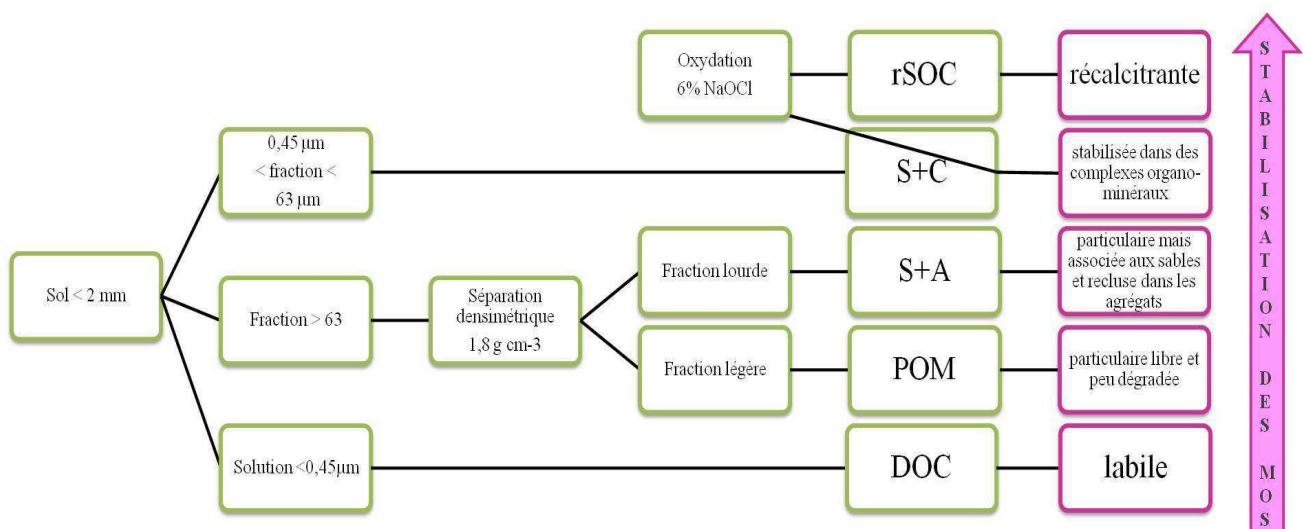 Oxydation
6% NaOCl
rSOC
récalcitrante
0,45 µm
< fraction <
63 µm
S+C
stabilisée dans des
complexes organo-
minéraux
Sol < 2 mm
Fraction > 63
Séparation
densimétrique
1,8 g cm-3
Fraction lourde
S+A
particulaire mais
associée aux sables
et recluse dans les
agrégats
Fraction légère
POM
particulaire libre et
peu dégradée
Solution <0,45µm
DOC
labile
STABILISATION DES MOS